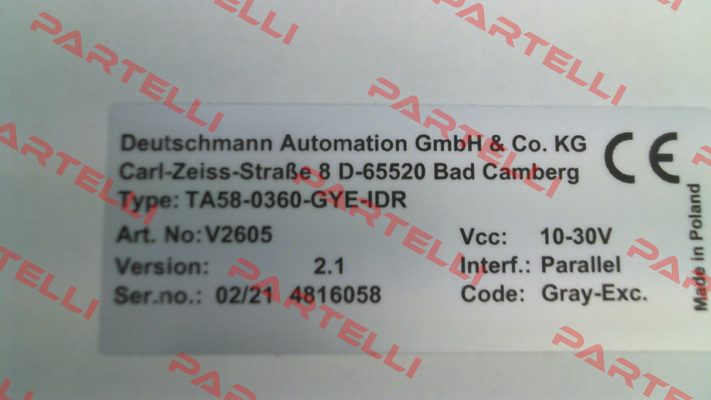 Deutschmann Automation GmbH & Co. KG
Carl-Zeiss-Straße 8 D-65520 Bad Camberg
Type: TA58-0360-GYE-IDR
Art. No: V2605 Vcc: 10-30V
Version: 2.1 Interf.: Parallel
Ser.no.: 02/21 4816058 Code: Gray-Exc.
CE
Made in Poland
PARTELLI
PARTELLI
PARTELLI
PARTELLI
PARTELLI
PARTELLI
PARTELLI
PARTELLI